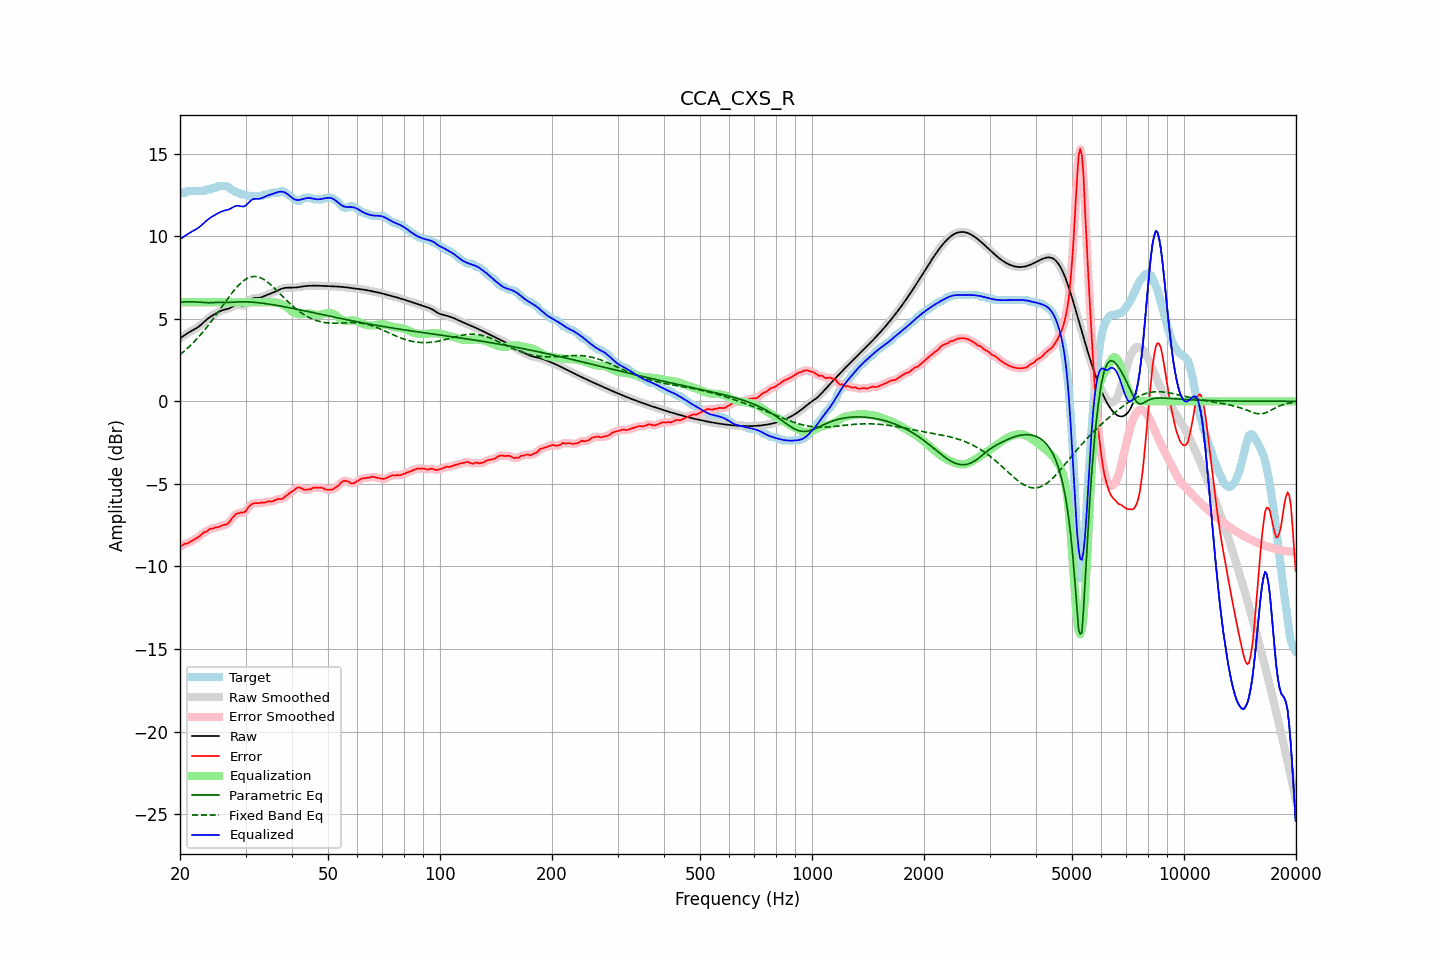 CCA_CXS_R
15
10
5
0
−5
−10
−15
−20
−25
Amplitude (dBr)
Target
Raw Smoothed
Error Smoothed
Raw
Error
Equalization
Parametric Eq
Fixed Band Eq
Equalized
20 50 100 200 500 1000 2000 5000 10000 20000
Frequency (Hz)